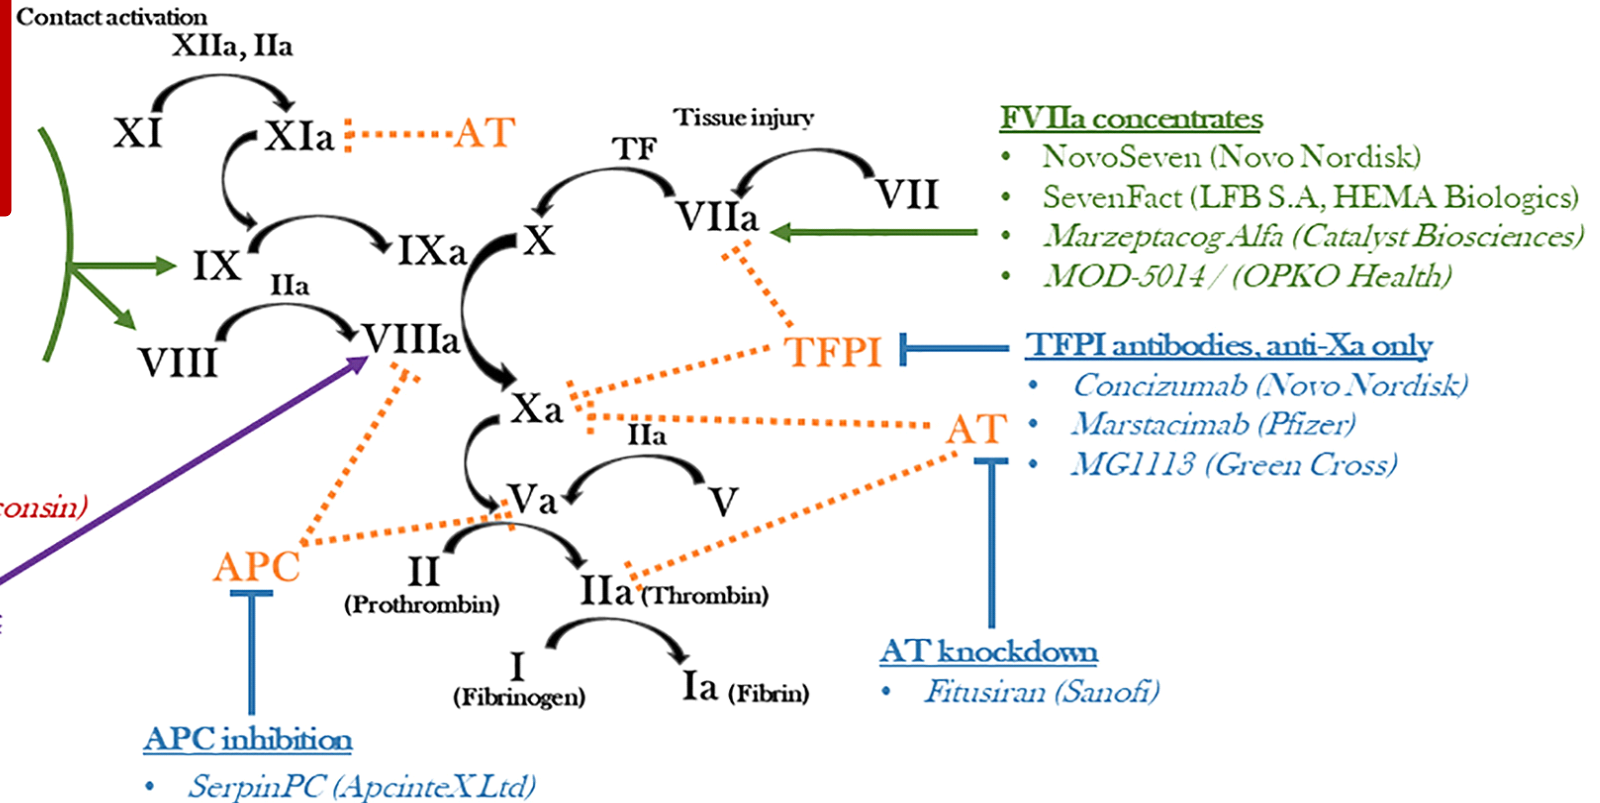 Contact activation
XIIa, IIa
XI
XIa
AT
Tissue injury
TF
VII
VIIa
X
IX
IXa
IIa
VIII
VIIIa
Xa
TFPI
AT
IIa
Va
V
APC
II
(Prothrombin)
IIa (Thrombin)
I
(Fibrinogen)
Ia (Fibrin)
FVIIa concentrates
• NovoSeven (Novo Nordisk)
• SevenFact (LFB S.A, HEMA Biologics)
• Marzeptacog Alfa (Catalyst Biosciences)
• MOD-5014 / (OPKO Health)
TFPI antibodies, anti-Xa only
• Concizumab (Novo Nordisk)
• Marstacimab (Pfizer)
• MG1113 (Green Cross)
AT knockdown
• Fitusiran (Sanofi)
consin)
APC inhibition
• SerpinPC (ApcinteX Ltd)